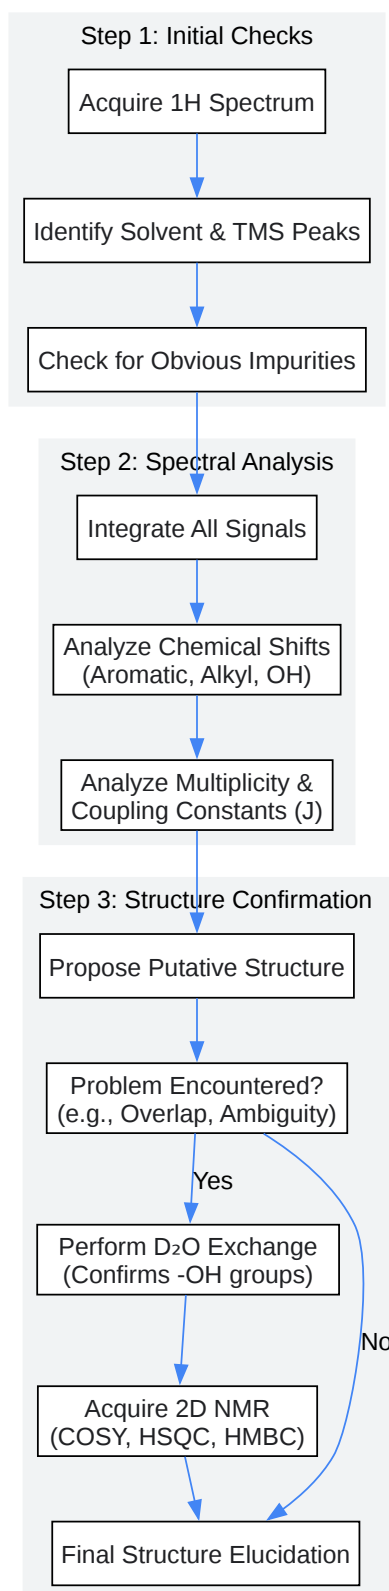 Step 1: Initial Checks
Acquire 1H Spectrum
Identify Solvent & TMS Peaks
Check for Obvious Impurities
Step 2: Spectral Analysis
Integrate All Signals
Analyze Chemical Shifts
(Aromatic, Alkyl, OH)
Analyze Multiplicity &
Coupling Constants (J)
Step 3: Structure Confirmation
Propose Putative Structure
Problem Encountered?
(e.g., Overlap, Ambiguity)
Yes
Perform D₂O Exchange
(Confirms -OH groups)
No
Acquire 2D NMR
(COSY, HSQC, HMBC)
Final Structure Elucidation